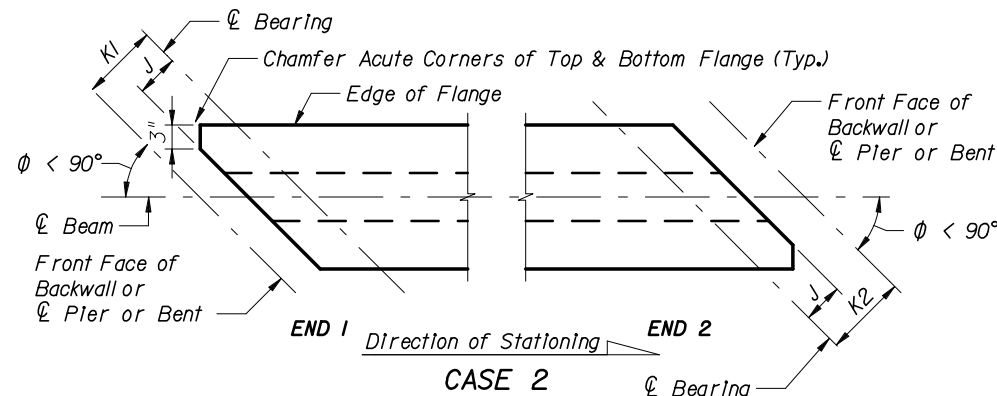 ℄ Bearing
K1
J
Chamfer Acute Corners of Top & Bottom Flange (Typ.)
Edge of Flange
3"
Front Face of
Backwall or
℄ Pier or Bent
ϕ < 90°
ϕ < 90°
℄ Beam
Front Face of
Backwall or
℄ Pier or Bent
J
K2
END 1
END 2
Direction of Stationing
CASE 2
℄ Bearing